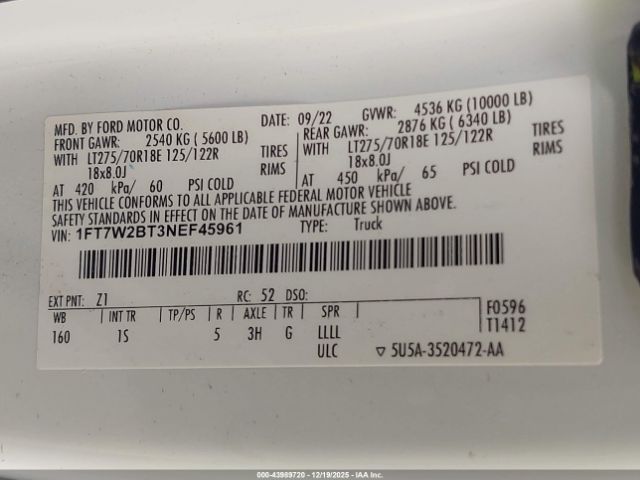 MFD. BY FORD MOTOR CO.
DATE: 09/22 GVWR: 4536 KG (10000 LB)
FRONT GAWR: 2540 KG ( 5600 LB)
REAR GAWR: 2876 KG ( 6340 LB)
WITH LT275/70R18E 125/122R TIRES
WITH LT275/70R18E 125/122R TIRES
18x8.0J RIMS
18x8.0J RIMS
AT 420 kPa/ 60 PSI COLD
AT 450 kPa/ 65 PSI COLD
THIS VEHICLE CONFORMS TO ALL APPLICABLE FEDERAL MOTOR VEHICLE
SAFETY STANDARDS IN EFFECT ON THE DATE OF MANUFACTURE SHOWN ABOVE.
VIN: 1FT7W2BT3NEF45961 TYPE: Truck
EXT PNT: Z1 RC: 52 DSO:
WB INT TR TP/PS R AXLE TR SPR
160 1S 5 3H G LLLL
ULC
F0596
T1412
5U5A-3520472-AA
000-43989720 - 12/19/2025 - IAA Inc.